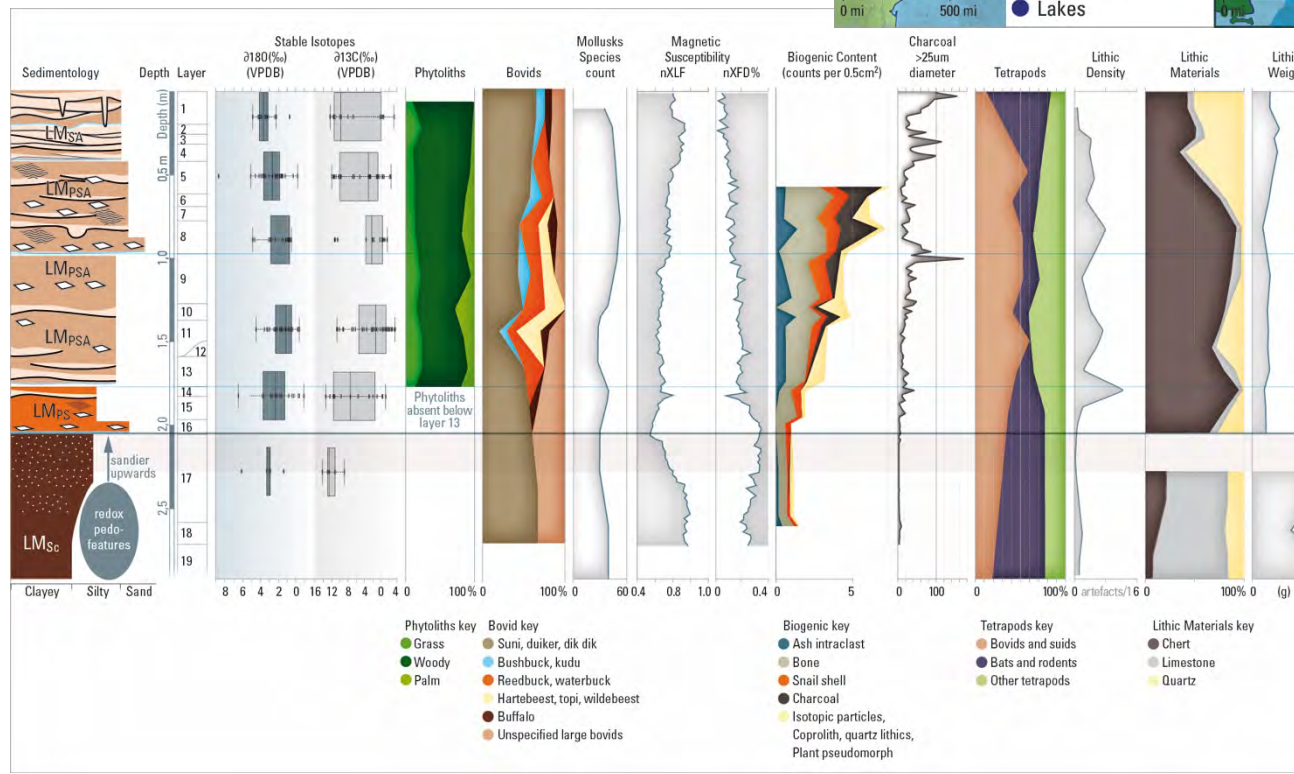 0 mi
500 mi
Lakes
0 mi
Stable Isotopes
Sedimentology
Depth
Layer
∂18O(‰)
(VPDB)
∂13C(‰)
(VPDB)
Phytoliths
Bovids
Mollusks
Species
count
Magnetic
Susceptibility
nXLF
nXFD%
Biogenic Content
(counts per 0.5cm²)
Charcoal
>25um
diameter
Tetrapods
Lithic
Density
Lithic
Materials
Lithi
Weig
Depth (m)
0,5 m
1.0
1.5
2.0
2.5
1
2
3
4
5
6
7
8
9
10
11
12
13
14
15
16
17
18
19
LMSA
LMPSA
LMPSA
LMPSA
LMPS
LMSc
sandier
upwards
redox
pedo-
features
Phytoliths
absent below
layer 13
Clayey
Silty
Sand
8 6 4 2 0
16 12 8 4 0 4
0 100%
0 100%
0 60
0.4 0.8 1.0
0 0.4
0 5
0 100
0 100%
0 artefacts/1 6
0 100%
0 (g)
Phytoliths key
Grass
Woody
Palm
Bovid key
Suni, duiker, dik dik
Bushbuck, kudu
Reedbuck, waterbuck
Hartebeest, topi, wildebeest
Buffalo
Unspecified large bovids
Biogenic key
Ash intraclast
Bone
Snail shell
Charcoal
Isotopic particles,
Coprolith, quartz lithics,
Plant pseudomorph
Tetrapods key
Bovids and suids
Bats and rodents
Other tetrapods
Lithic Materials key
Chert
Limestone
Quartz